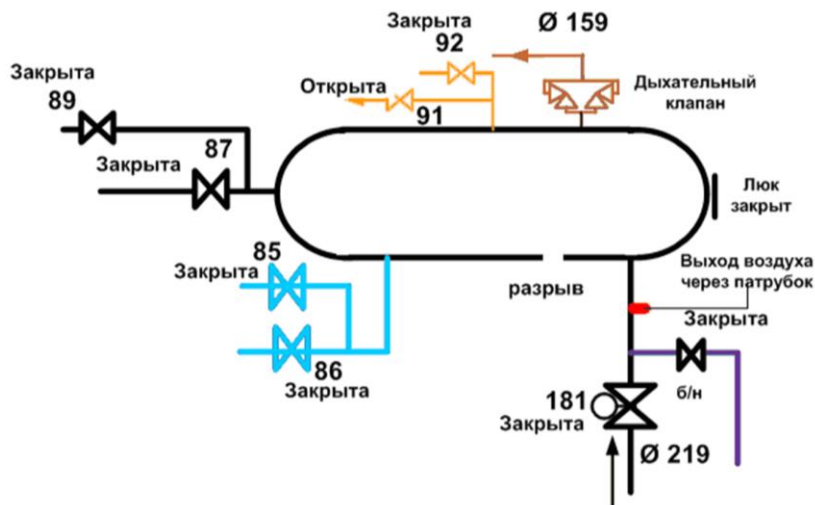 Закрыта
92
Ø 159
Закрыта
89
Открыта
91
Дыхательный
клапан
87
Закрыта
Люк
закрыт
85
Закрыта
разрыв
Выход воздуха
через патрубок
Закрыта
86
Закрыта
181
Закрыта
б/н
Ø 219